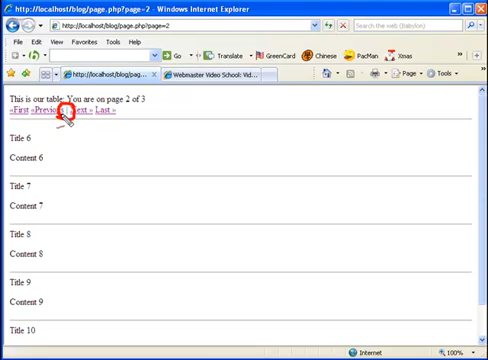 http://localhost/blog/page.php?page=2 - Windows Internet Explorer
http://localhost/blog/page.php?page=2
Search the web (Babylon)
File Edit View Favorites Tools Help
Go Translate GreenCard Chinese PacMan Xmas
http://localhost/blog/pag... Webmaster Video School: Vid... Page Tools
This is our table: You are on page 2 of 3
«First «Previous | Next » Last »
Title 6
Content 6
Title 7
Content 7
Title 8
Content 8
Title 9
Content 9
Title 10
Internet 100%